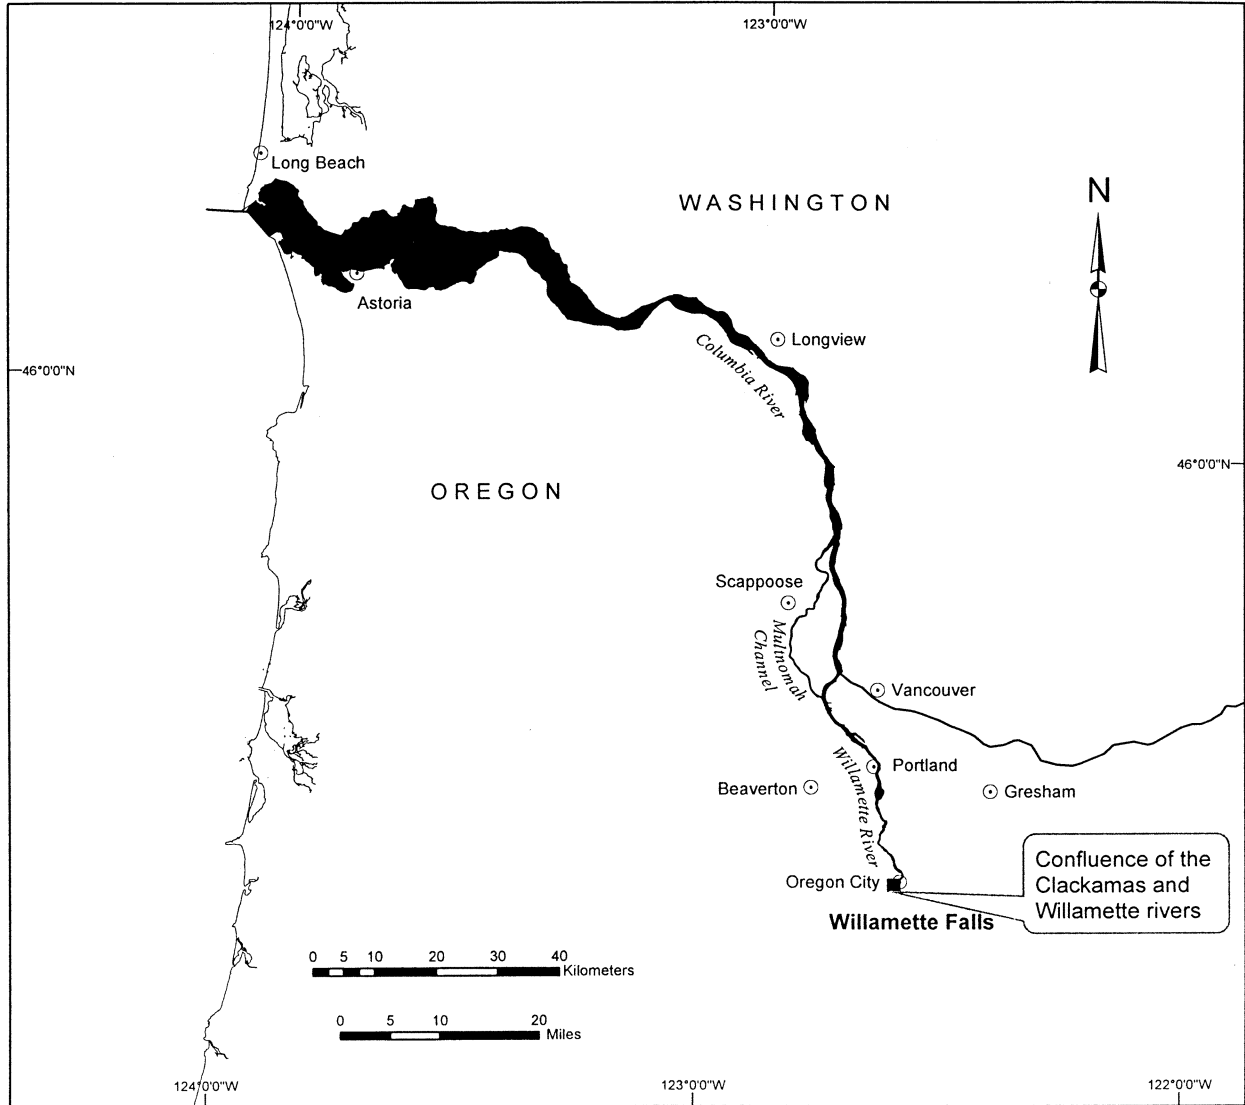 124°0'0"W
123°0'0"W
Long Beach
WASHINGTON
N
Astoria
Longview
Columbia River
46°0'0"N
46°0'0"N
OREGON
Scappoose
Multnomah
Channel
Vancouver
Willamette River
Portland
Beaverton
Gresham
Confluence of the
Clackamas and
Willamette rivers
Oregon City
Willamette Falls
0 5 10 20 30 40
Kilometers
0 5 10 20
Miles
124°0'0"W
123°0'0"W
122°0'0"W